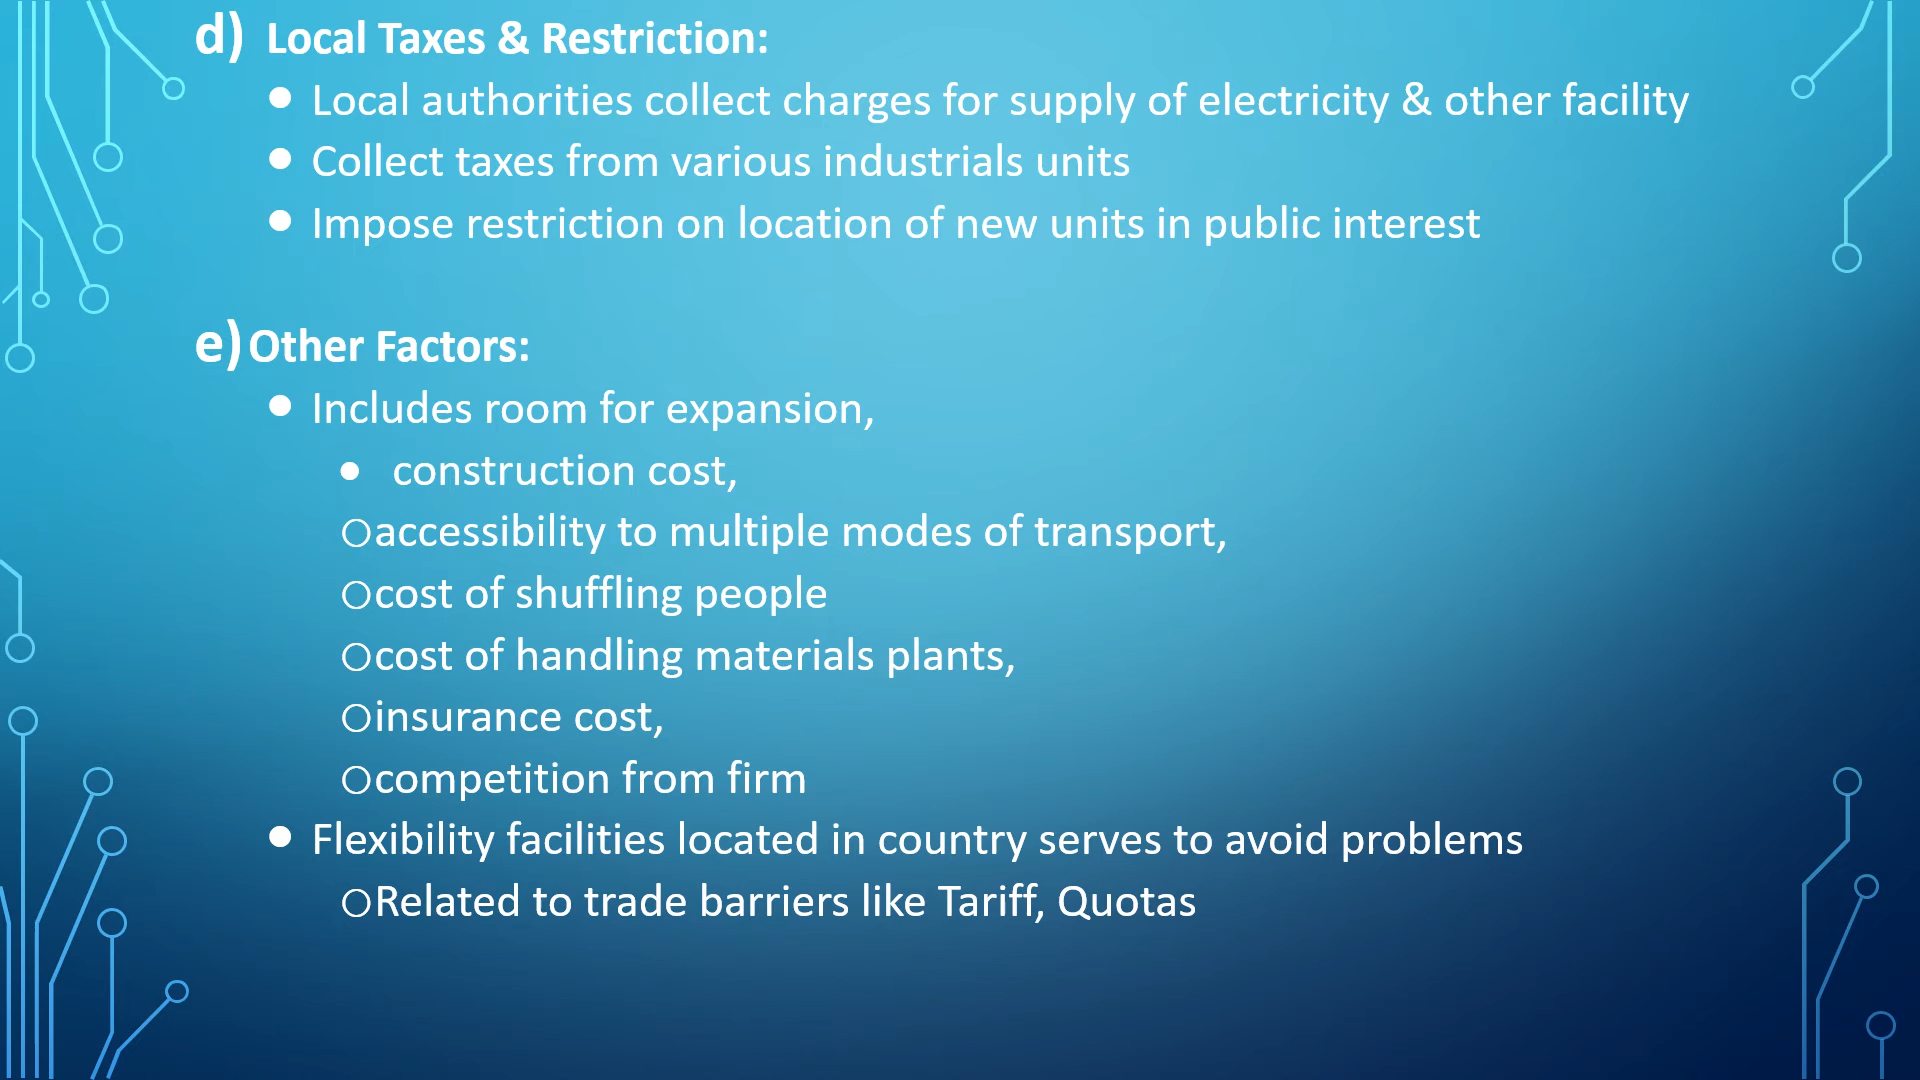 d) Local Taxes & Restriction:
● Local authorities collect charges for supply of electricity & other facility
● Collect taxes from various industrials units
● Impose restriction on location of new units in public interest
e) Other Factors:
● Includes room for expansion,
● construction cost,
○accessibility to multiple modes of transport,
○cost of shuffling people
○cost of handling materials plants,
○insurance cost,
○competition from firm
● Flexibility facilities located in country serves to avoid problems
○Related to trade barriers like Tariff, Quotas